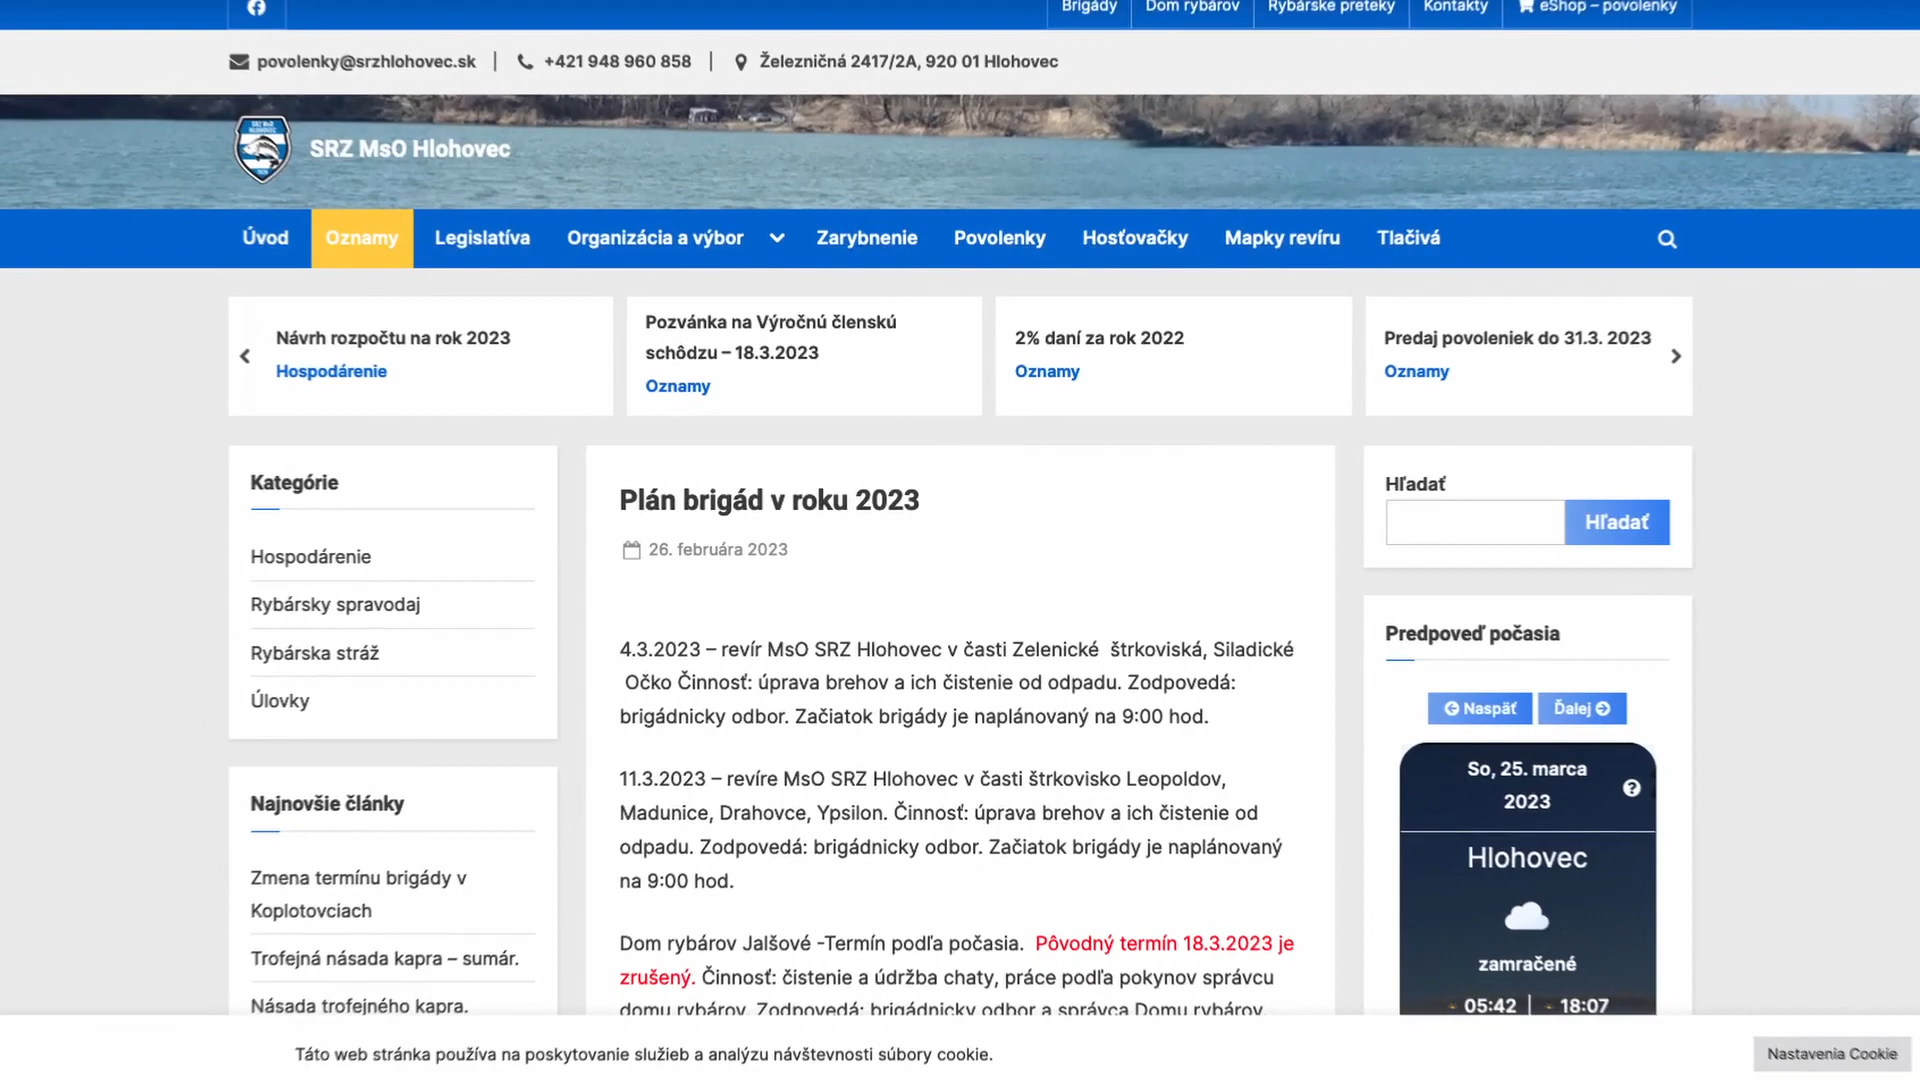 Brigády
Dom rybárov
Rybárske preteky
Kontakty
eShop – povolenky
povolenky@srzhlohovec.sk | +421 948 960 858 | Železničná 2417/2A, 920 01 Hlohovec
SRZ MsO Hlohovec
Úvod
Oznamy
Legislatíva
Organizácia a výbor
Zarybnenie
Povolenky
Hosťovačky
Mapky revíru
Tlačivá
Návrh rozpočtu na rok 2023
Hospodárenie
Pozvánka na Výročnú členskú
schôdzu – 18.3.2023
Oznamy
2% daní za rok 2022
Oznamy
Predaj povoleniek do 31.3. 2023
Oznamy
Kategórie
Hospodárenie
Rybársky spravodaj
Rybárska stráž
Úlovky
Najnovšie články
Zmena termínu brigády v
Koplotovciach
Trofejná násada kapra – sumár.
Násada trofejného kapra.
Plán brigád v roku 2023
26. februára 2023
4.3.2023 – revír MsO SRZ Hlohovec v časti Zelenické štrkoviská, Siladické
Očko Činnosť: úprava brehov a ich čistenie od odpadu. Zodpovedá:
brigádnicky odbor. Začiatok brigády je naplánovaný na 9:00 hod.
11.3.2023 – revíre MsO SRZ Hlohovec v časti štrkovisko Leopoldov,
Madunice, Drahovce, Ypsilon. Činnosť: úprava brehov a ich čistenie od
odpadu. Zodpovedá: brigádnicky odbor. Začiatok brigády je naplánovaný
na 9:00 hod.
Dom rybárov Jalšové -Termín podľa počasia. Pôvodný termín 18.3.2023 je
zrušený. Činnosť: čistenie a údržba chaty, práce podľa pokynov správcu
domu rybárov. Zodpovedá: brigádnicky odbor a správca Domu rybárov.
Hľadať
Hľadať
Predpoveď počasia
Naspäť
Ďalej
So, 25. marca
2023
Hlohovec
zamračené
05:42 | 18:07
Táto web stránka používa na poskytovanie služieb a analýzu návštevnosti súbory cookie.
Nastavenia Cookie